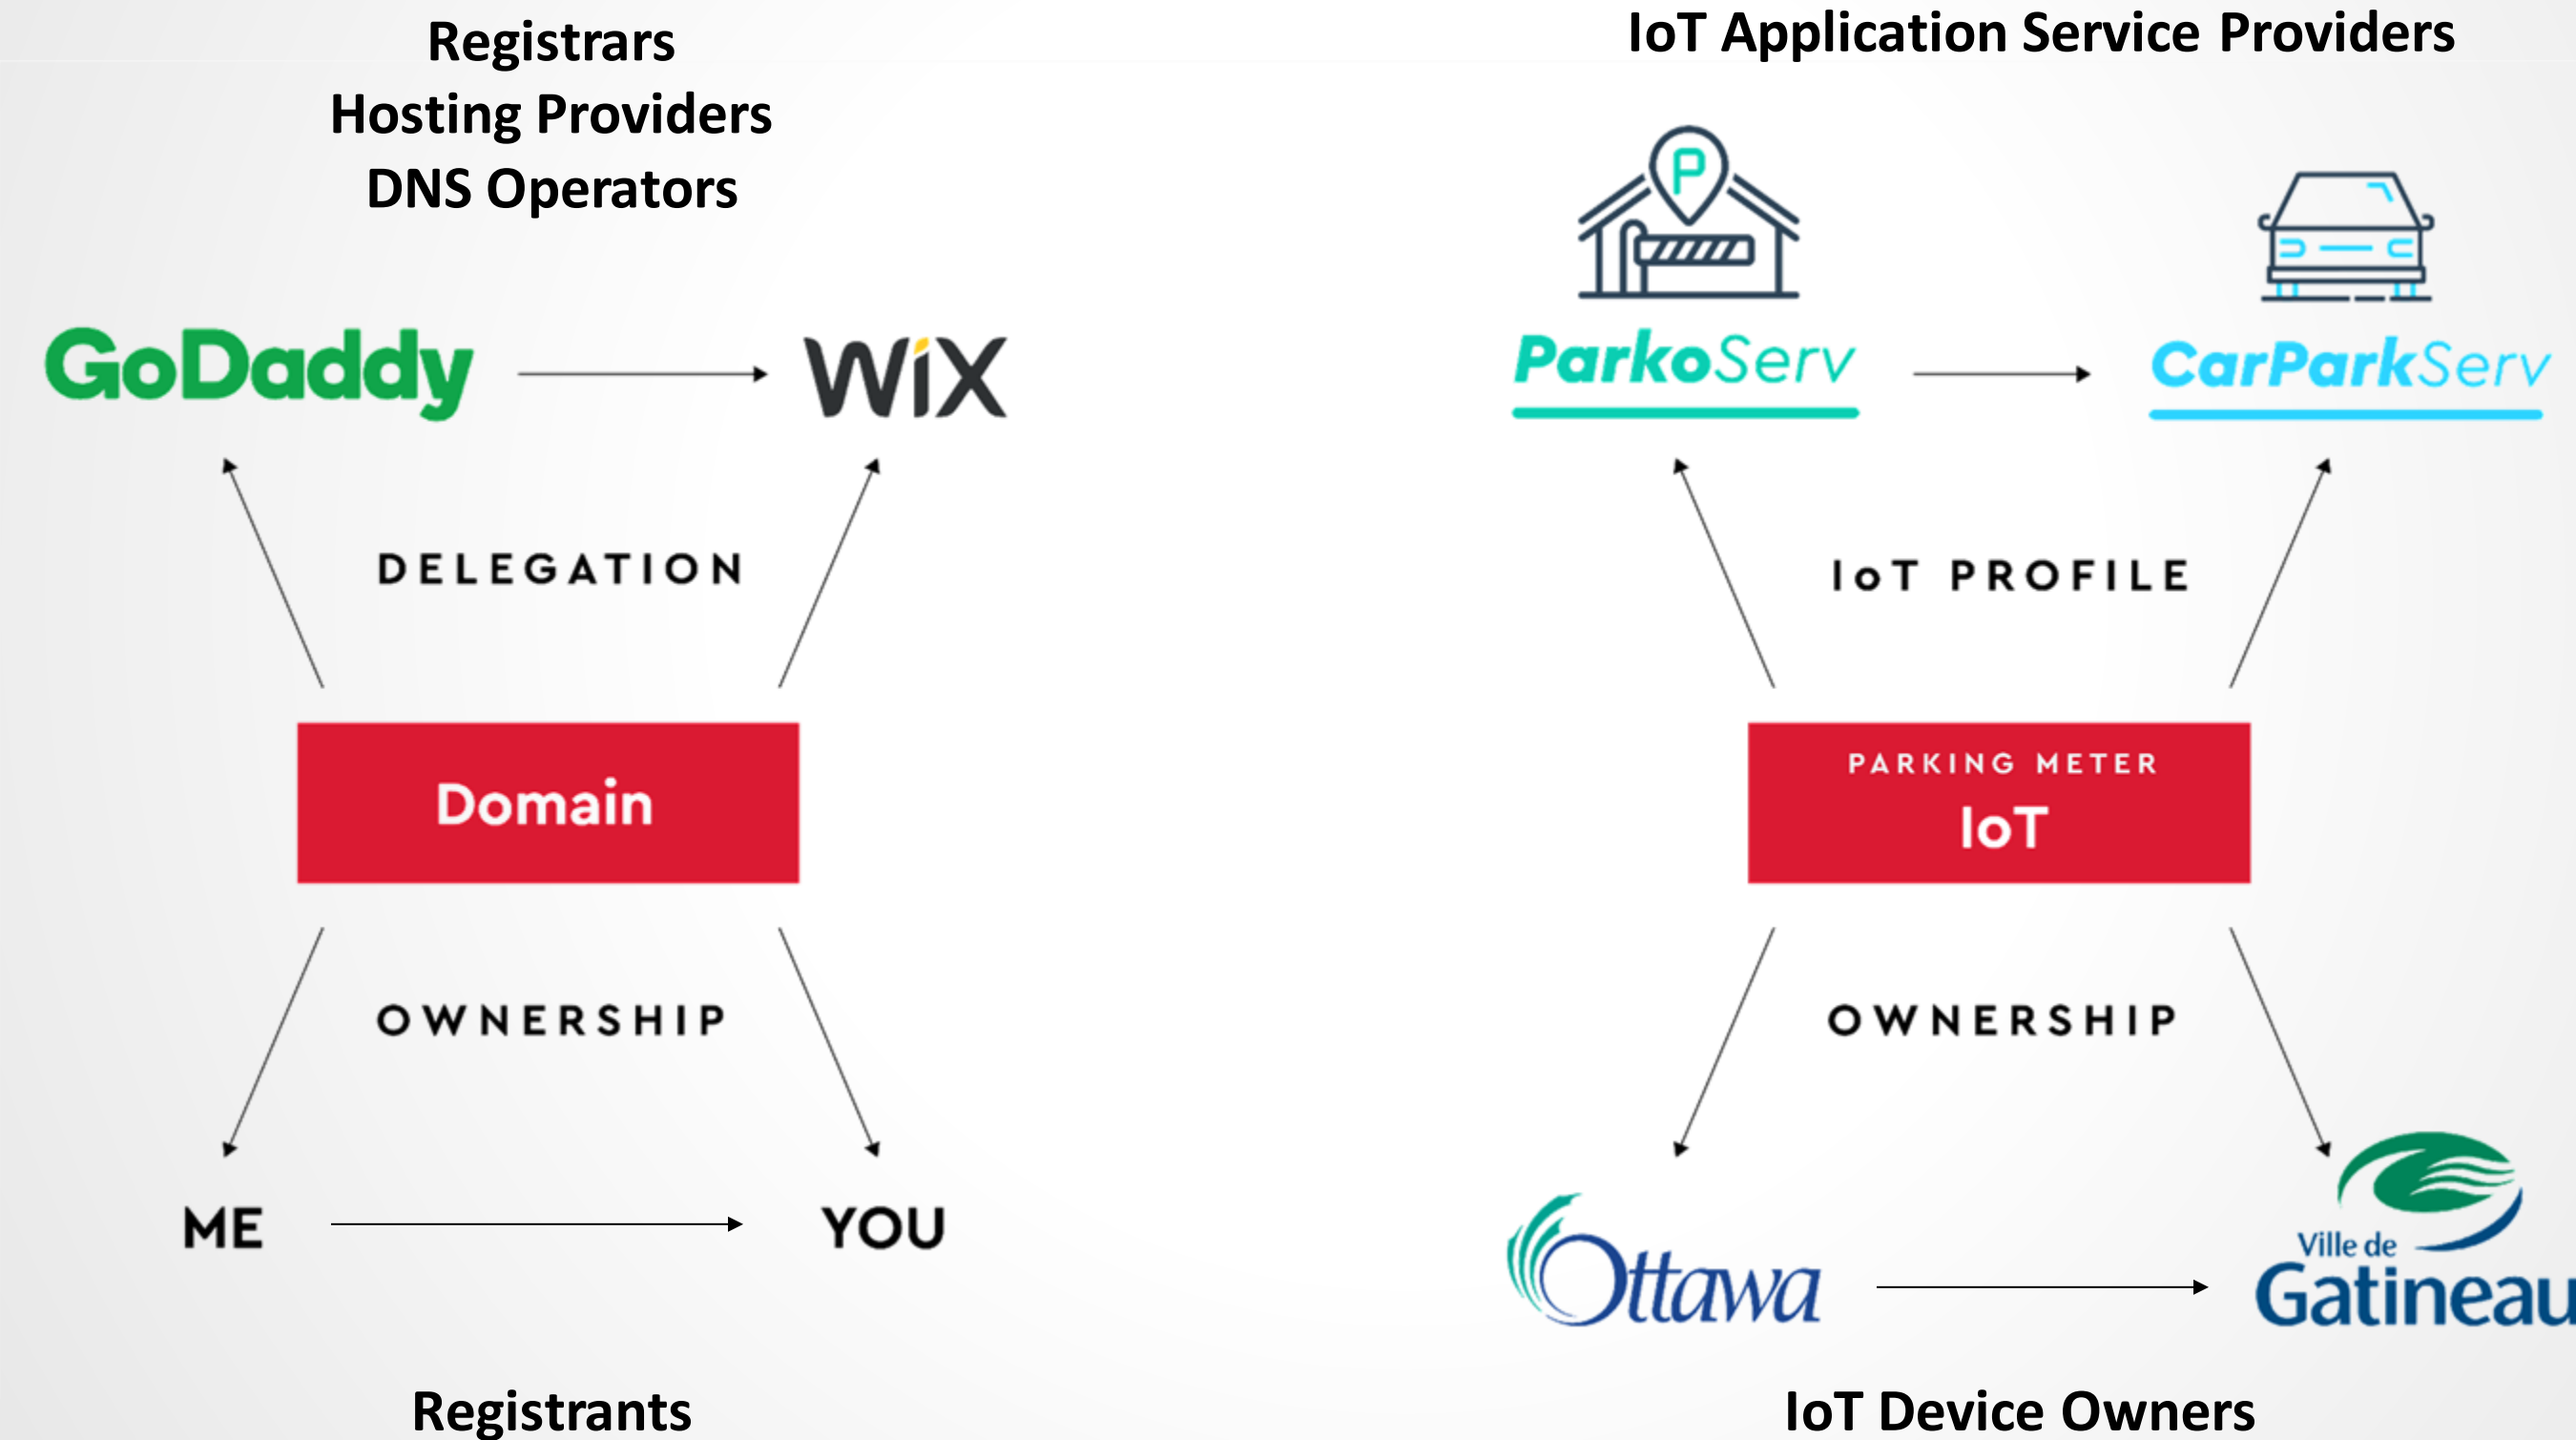 Registrars
Hosting Providers
DNS Operators
GoDaddy
WiX
DELEGATION
Domain
OWNERSHIP
ME
YOU
Registrants
IoT Application Service Providers
P
ParkoServ
CarParkServ
IoT PROFILE
PARKING METER
IoT
OWNERSHIP
Ottawa
Ville de
Gatineau
IoT Device Owners